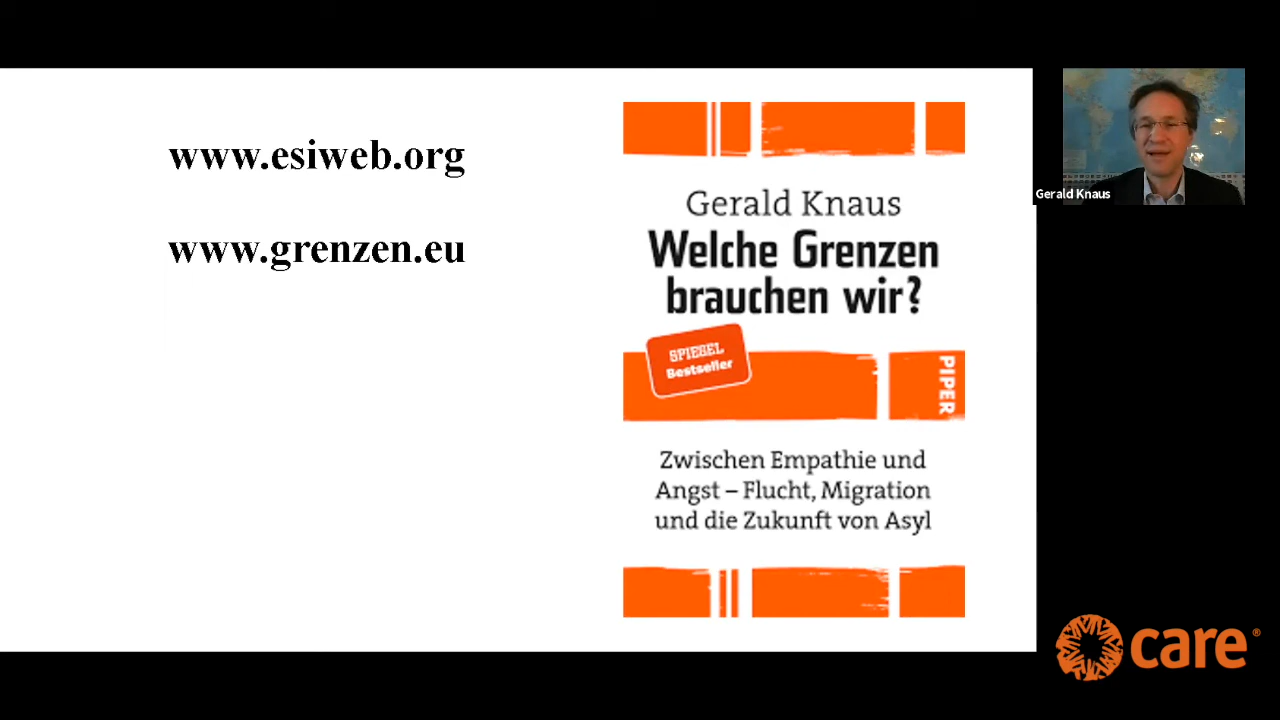 www.esiweb.org
www.grenzen.eu
Gerald Knaus
Welche Grenzen
brauchen wir?
SPIEGEL
Bestseller
PIPER
Zwischen Empathie und
Angst – Flucht, Migration
und die Zukunft von Asyl
Gerald Knaus
care®